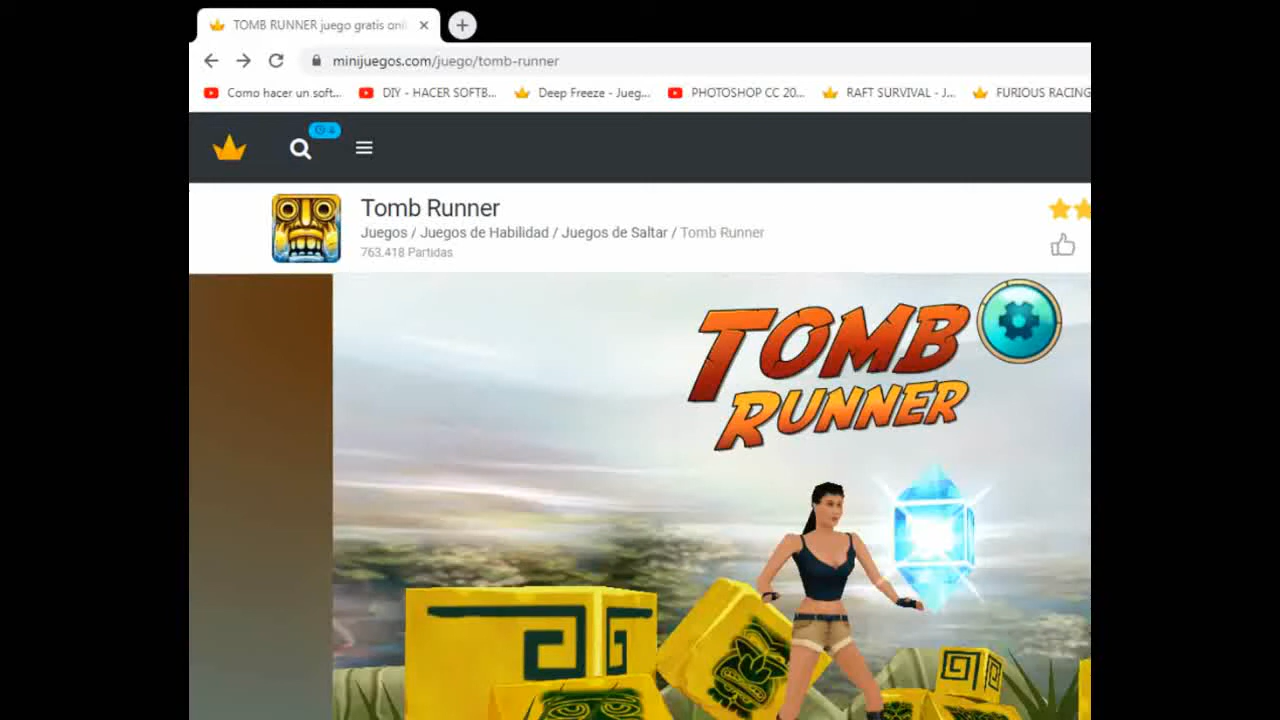 TOMB RUNNER juego gratis onli
minijuegos.com/juego/tomb-runner
Como hacer un soft... DIY - HACER SOFTB... Deep Freeze - Jueg... PHOTOSHOP CC 20... RAFT SURVIVAL - J... FURIOUS RACING
Tomb Runner
Juegos / Juegos de Habilidad / Juegos de Saltar / Tomb Runner
763.418 Partidas
TOMB
RUNNER